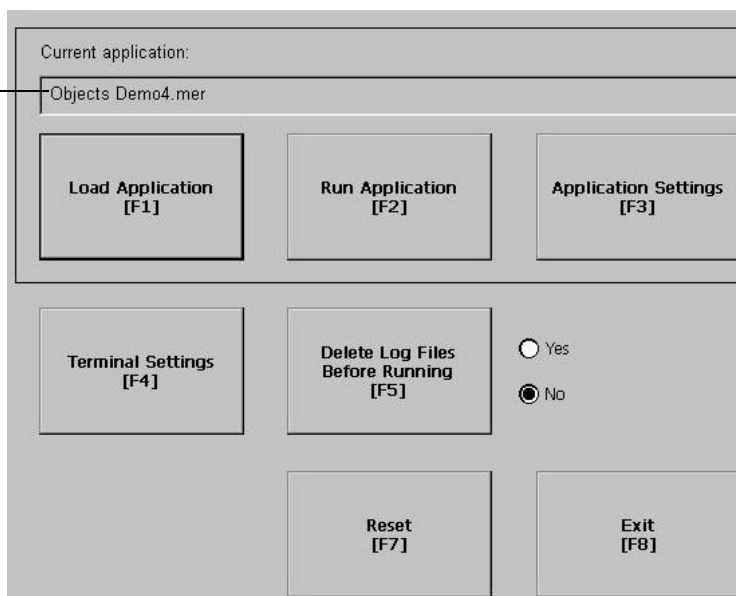 Current application:
Objects Demo4.mer
Load Application
[F1]
Run Application
[F2]
Application Settings
[F3]
Terminal Settings
[F4]
Delete Log Files
Before Running
[F5]
Yes
No
Reset
[F7]
Exit
[F8]